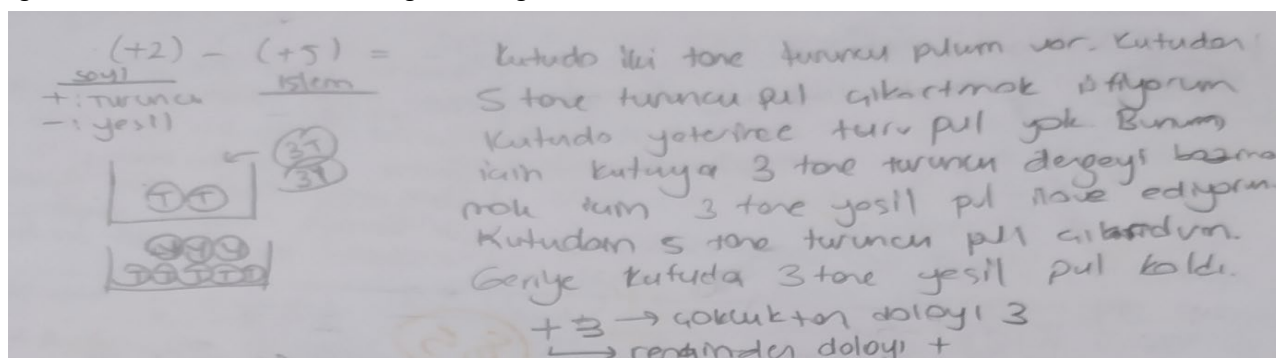 (+2) - (+5) =
sayı işlem
+ : Turuncu
- : yeşil
3T
3Y
T T
Y Y Y
T T T T T
Kutuda iki tane turuncu pulum var. Kutudan
5 tane turuncu pul çıkartmak istiyorum
Kutuda yeterince turu pul yok Bunun
için kutuya 3 tane turuncu dengeyi bozma
mak için 3 tane yeşil pul ilave ediyorum
Kutudan 5 tane turuncu pul çıkardım.
Geriye kutuda 3 tane yeşil pul kaldı.
+3 → çokluktan dolayı 3
→ renginden dolayı +